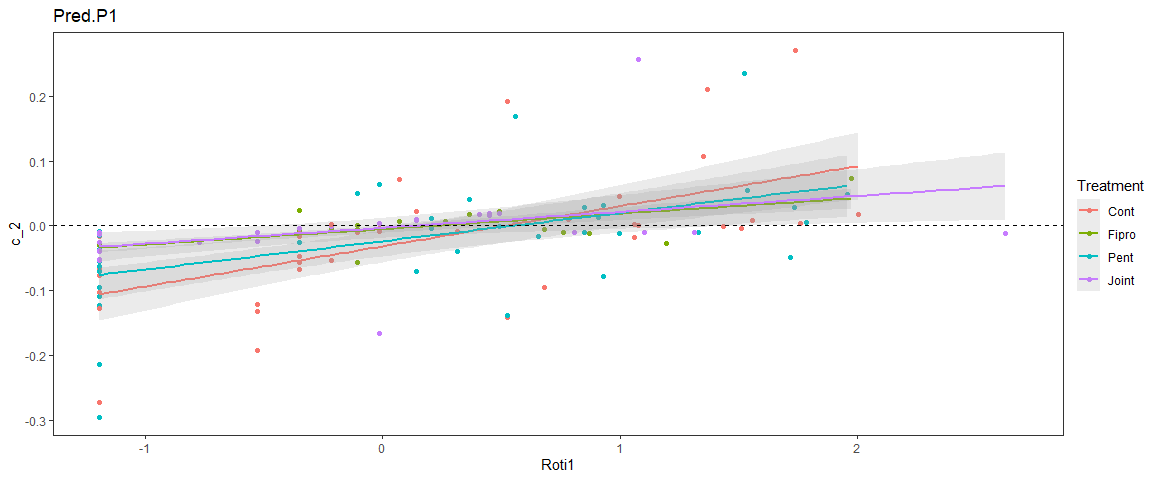 Pred.P1
c_2
0.2
0.1
0.0
-0.1
-0.2
-0.3
-1
0
1
2
Roti1
Treatment
Cont
Fipro
Pent
Joint